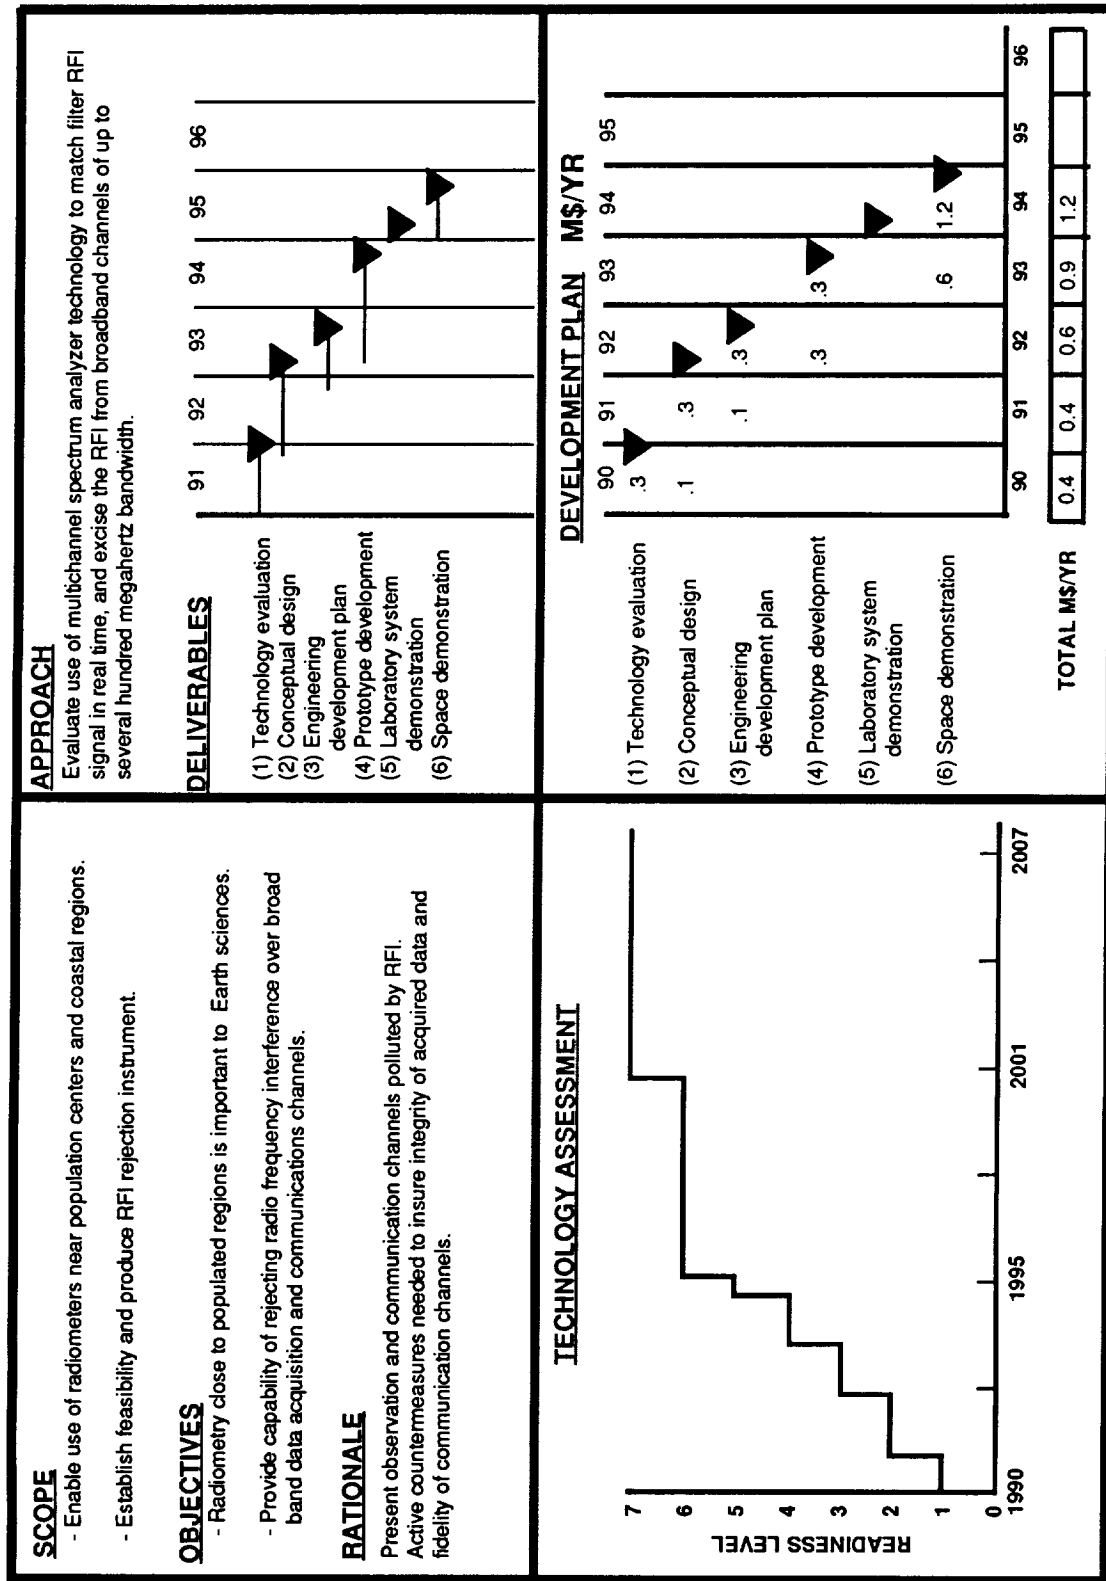 SCOPE
- Enable use of radiometers near population centers and coastal regions.
- Establish feasibility and produce RFI rejection instrument.
OBJECTIVES
- Radiometry close to populated regions is important to Earth sciences.
- Provide capability of rejecting radio frequency interference over broad
band data acquisition and communications channels.
RATIONALE
Present observation and communication channels polluted by RFI.
Active countermeasures needed to insure integrity of acquired data and
fidelity of communication channels.
APPROACH
Evaluate use of multichannel spectrum analyzer technology to match filter RFI
signal in real time, and excise the RFI from broadband channels of up to
several hundred megahertz bandwidth.
DELIVERABLES
91 92 93 94 95 96
(1) Technology evaluation
(2) Conceptual design
(3) Engineering
development plan
(4) Prototype development
(5) Laboratory system
demonstration
(6) Space demonstration
TECHNOLOGY ASSESSMENT
READINESS LEVEL
7
6
5
4
3
2
1
0
1990 1995 2001 2007
DEVELOPMENT PLAN M$/YR
90 91 92 93 94 95
(1) Technology evaluation .3
(2) Conceptual design .1 .3
(3) Engineering .1 .3
development plan
(4) Prototype development .3 .3
(5) Laboratory system
demonstration
(6) Space demonstration .6 1.2
90 91 92 93 94 95 96
TOTAL M$/YR 0.4 0.4 0.6 0.9 1.2